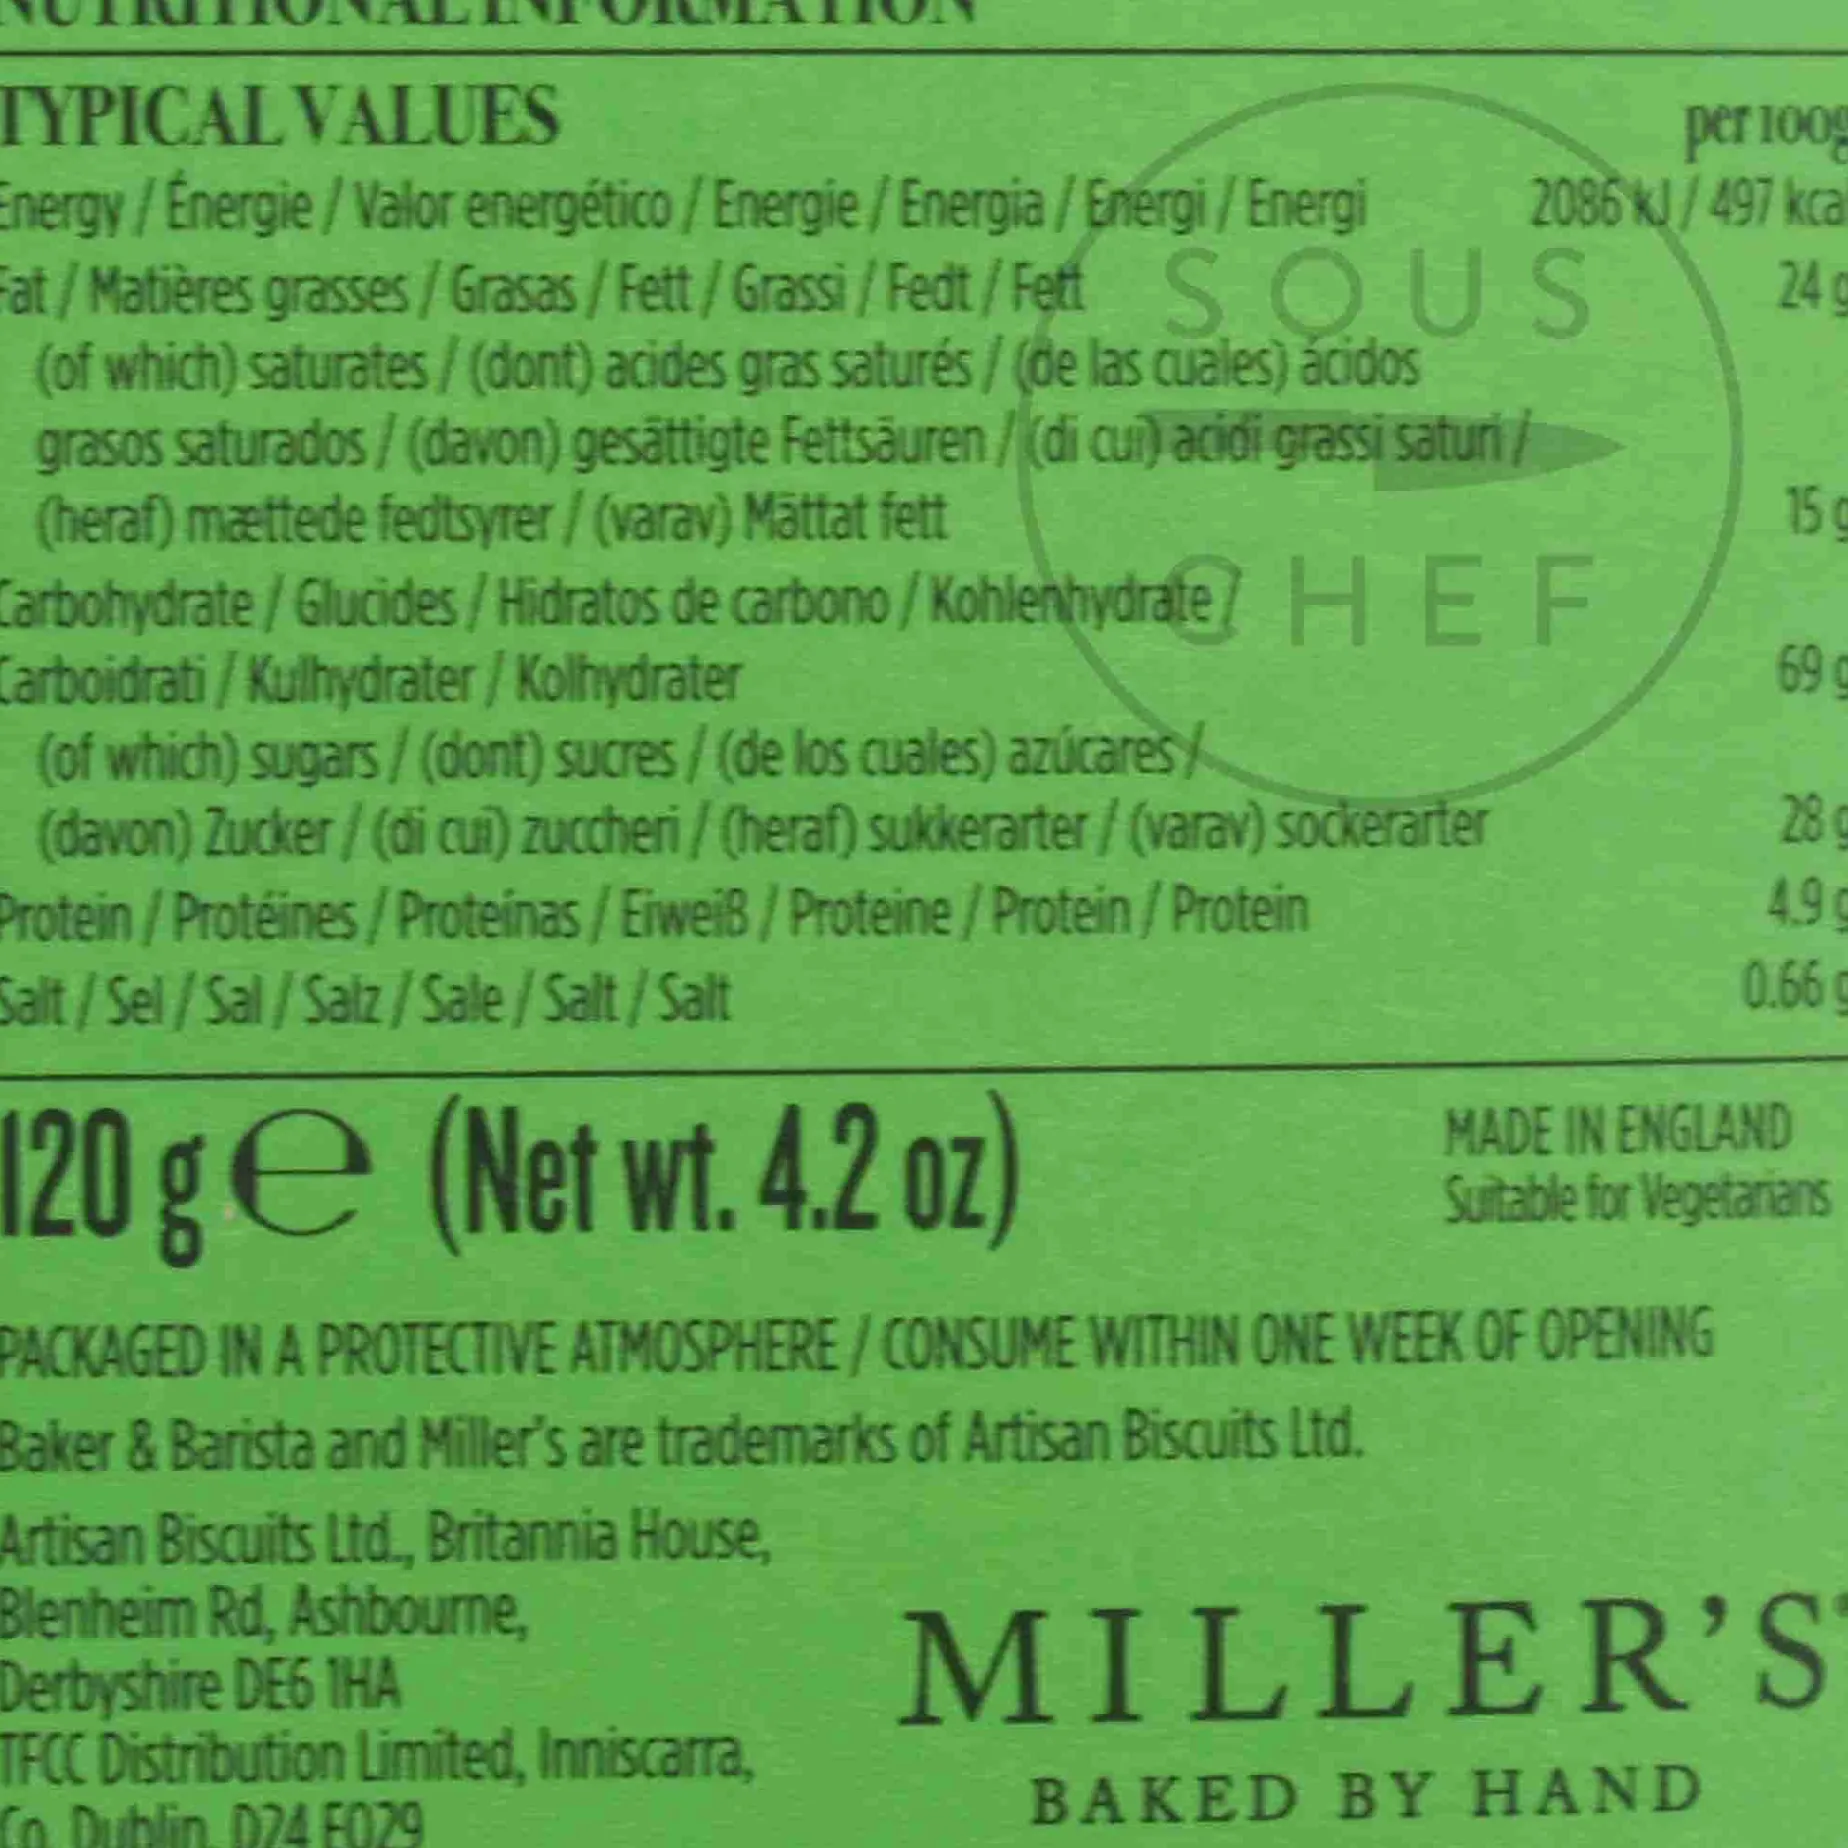 NUTRITIONAL INFORMATION
TYPICAL VALUES per 100g
Energy / Énergie / Valor energético / Energie / Energia / Energi / Energi 2086 kJ / 497 kcal
Fat / Matières grasses / Grasas / Fett / Grassi / Fedt / Fett 24 g
(of which) saturates / (dont) acides gras saturés / (de las cuales) ácidos
grasos saturados / (davon) gesättigte Fettsäuren / (di cui) acidi grassi saturi /
(heraf) mættede fedtsyrer / (varav) Mättat fett 15 g
Carbohydrate / Glucides / Hidratos de carbono / Kohlenhydrate /
Carboidrati / Kulhydrater / Kolhydrater 69 g
(of which) sugars / (dont) sucres / (de los cuales) azúcares /
(davon) Zucker / (di cui) zuccheri / (heraf) sukkerarter / (varav) sockerarter 28 g
Protein / Protéines / Proteínas / Eiweiß / Proteine / Protein / Protein 4.9 g
Salt / Sel / Sal / Salz / Sale / Salt / Salt 0.66 g
SOUS
CHEF
120 g ℮ (Net wt. 4.2 oz)
MADE IN ENGLAND
Suitable for Vegetarians
PACKAGED IN A PROTECTIVE ATMOSPHERE / CONSUME WITHIN ONE WEEK OF OPENING
Baker & Barista and Miller's are trademarks of Artisan Biscuits Ltd.
Artisan Biscuits Ltd., Britannia House,
Blenheim Rd, Ashbourne,
Derbyshire DE6 1HA
TFCC Distribution Limited, Inniscarra,
Co. Dublin, D24 E029
MILLER'S
BAKED BY HAND